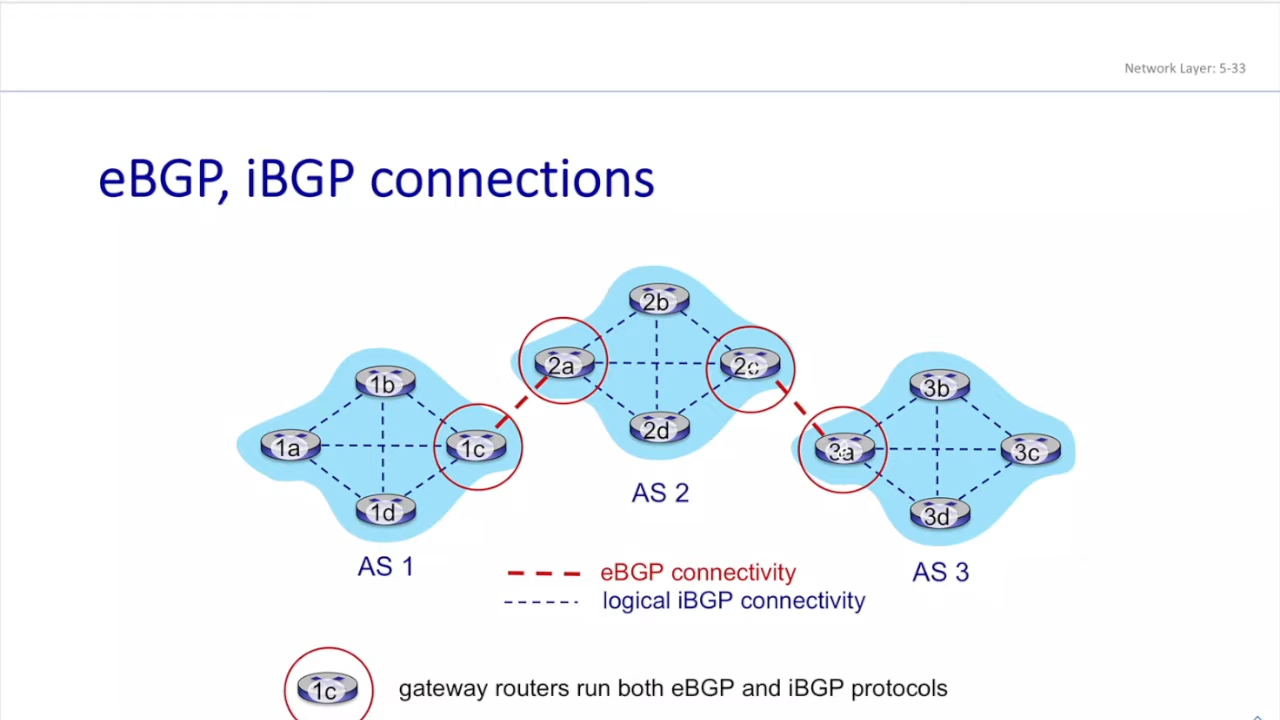 Network Layer: 5-33
eBGP, iBGP connections
2b
2a
2c
2d
AS 2
1b
1a
1c
1d
AS 1
3b
3a
3c
3d
AS 3
eBGP connectivity
logical iBGP connectivity
1c
gateway routers run both eBGP and iBGP protocols